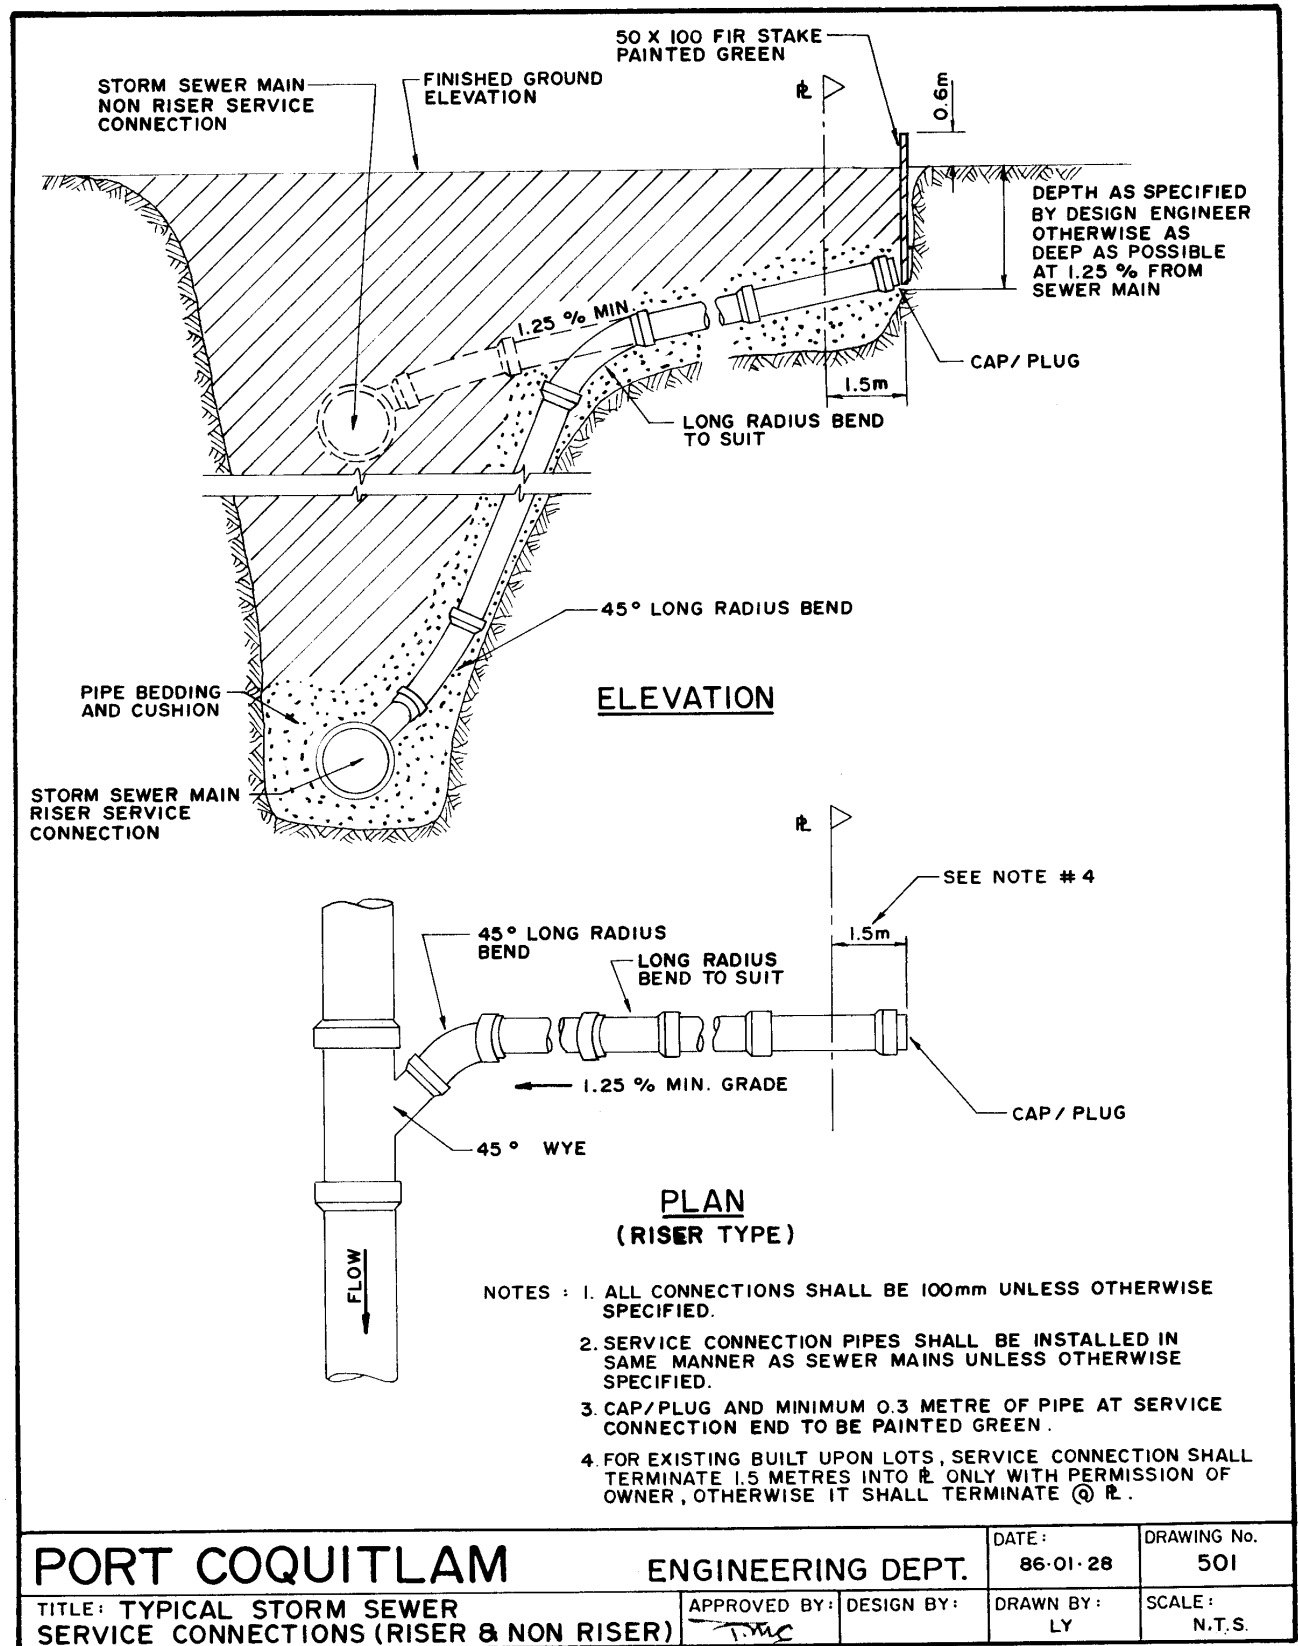 50 X 100 FIR STAKE
PAINTED GREEN
STORM SEWER MAIN
NON RISER SERVICE
CONNECTION
FINISHED GROUND
ELEVATION
℄
0.6m
DEPTH AS SPECIFIED
BY DESIGN ENGINEER
OTHERWISE AS
DEEP AS POSSIBLE
AT 1.25 % FROM
SEWER MAIN
1.25 % MIN.
CAP/PLUG
1.5m
LONG RADIUS BEND
TO SUIT
45° LONG RADIUS BEND
PIPE BEDDING
AND CUSHION
ELEVATION
STORM SEWER MAIN
RISER SERVICE
CONNECTION
℄
SEE NOTE # 4
1.5m
45° LONG RADIUS
BEND
LONG RADIUS
BEND TO SUIT
1.25 % MIN. GRADE
CAP/PLUG
45° WYE
PLAN
(RISER TYPE)
FLOW
NOTES : 1. ALL CONNECTIONS SHALL BE 100mm UNLESS OTHERWISE
SPECIFIED.
2. SERVICE CONNECTION PIPES SHALL BE INSTALLED IN
SAME MANNER AS SEWER MAINS UNLESS OTHERWISE
SPECIFIED.
3. CAP/PLUG AND MINIMUM 0.3 METRE OF PIPE AT SERVICE
CONNECTION END TO BE PAINTED GREEN.
4. FOR EXISTING BUILT UPON LOTS, SERVICE CONNECTION SHALL
TERMINATE 1.5 METRES INTO ℄ ONLY WITH PERMISSION OF
OWNER, OTHERWISE IT SHALL TERMINATE @ ℄.
PORT COQUITLAM ENGINEERING DEPT.
DATE:
86·01·28
DRAWING No.
501
TITLE: TYPICAL STORM SEWER
SERVICE CONNECTIONS (RISER & NON RISER)
APPROVED BY:
DESIGN BY:
DRAWN BY:
LY
SCALE:
N.T.S.